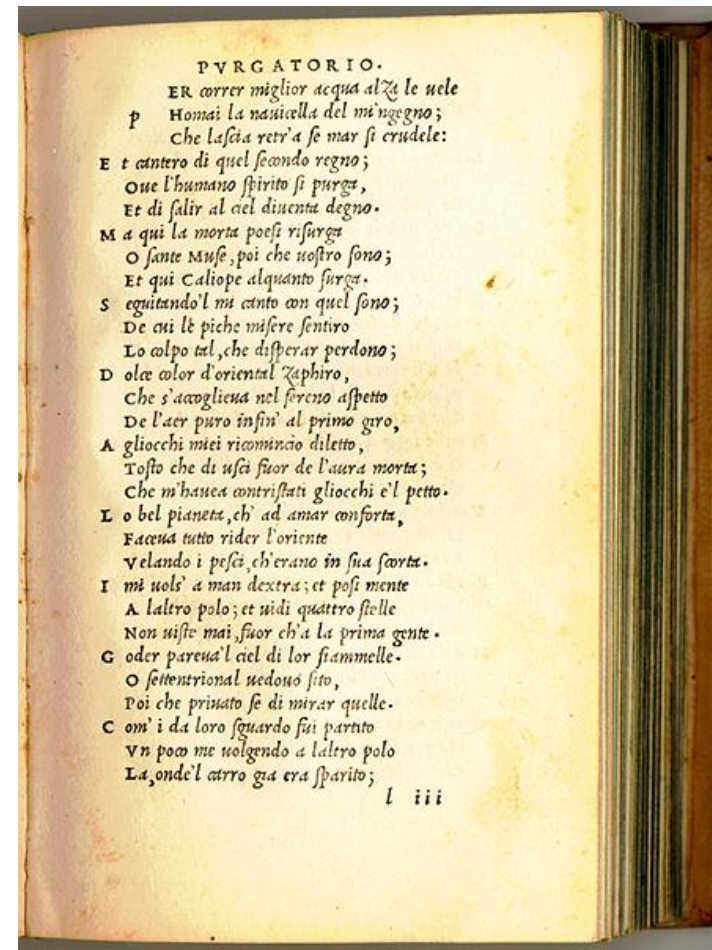 PVRGATORIO.
ER correr miglior acqua alza le uele
p Homai la nauicella del mi'ngegno;
Che lascia retr'a se mar si crudele:
E t cantero di quel secondo regno;
Oue l'humano spirito si purga,
Et di salir al ciel diuenta degno.
M a qui la morta poesi risurga
O sante Muse, poi che uostro sono;
Et qui Caliope alquanto surga.
S eguitando'l mi canto con quel sono;
De cui le piche misere sentiro
Lo colpo tal, che disperar perdono;
D olce color d'oriental zaphiro,
Che s'accoglieua nel sereno aspetto
De l'aer puro infin' al primo giro,
A gliocchi miei ricominciò diletto,
Tosto che di usci fuor de l'aura morta;
Che m'hauea contristati gliocchi e'l petto.
L o bel pianeta, ch' ad amar conforta,
Faceua tutto rider l'oriente
Velando i pesci, ch'erano in sua scorta.
I mi uols' a man dextra; et posi mente
A laltro polo; et uidi quattro stelle
Non uiste mai, fuor ch'a la prima gente.
G oder pareua'l ciel di lor fiammelle.
O settentrional uedouo sito,
Poi che priuato se di mirar quelle.
C om' i da loro sguardo fui partito
Vn poco me uolgendo a laltro polo
La, onde'l carro gia era sparito;
l iii